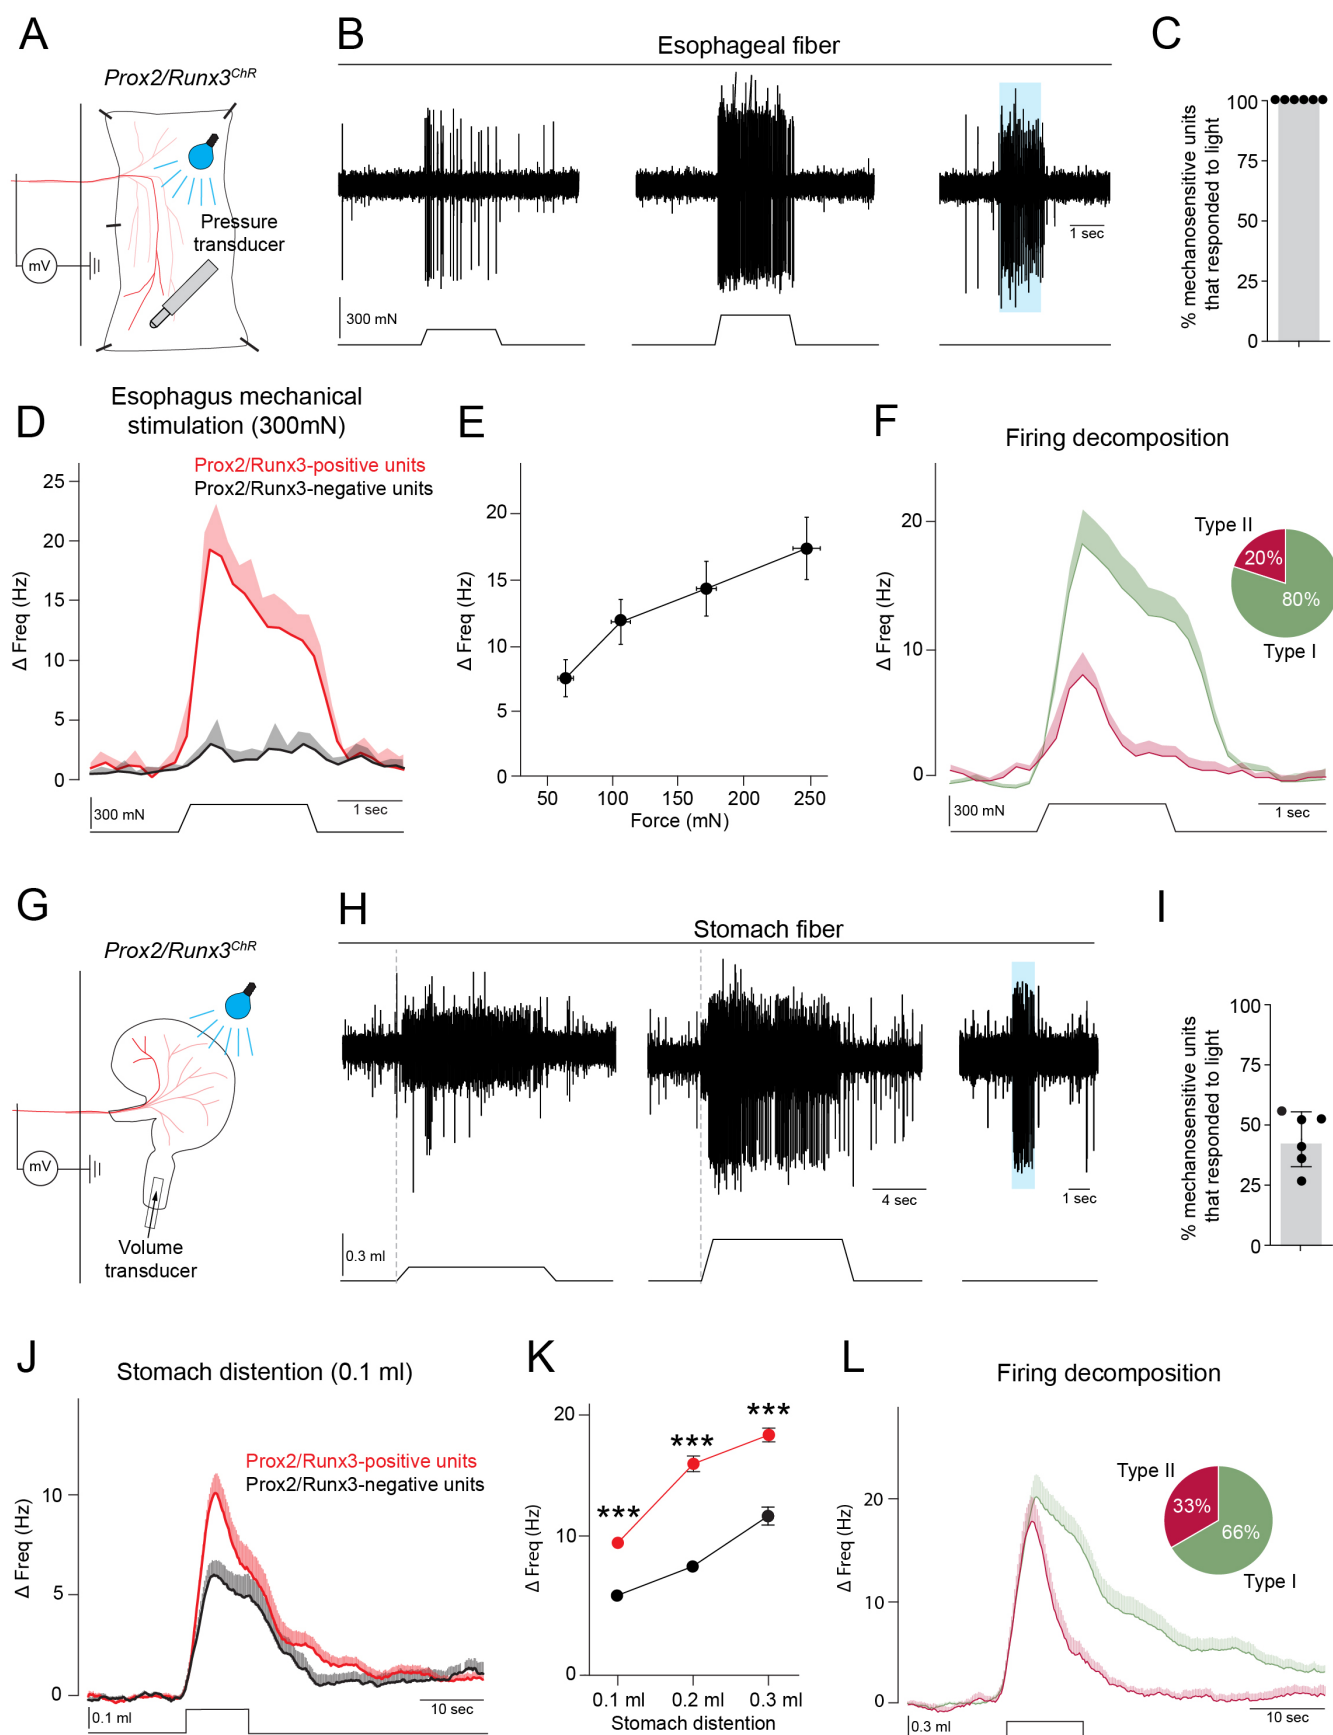 A
Prox2/Runx3ChR
Pressure
transducer
mV
B
Esophageal fiber
300 mN
1 sec
C
% mechanosensitive units
that responded to light
100
75
50
25
0
D
Esophagus mechanical
stimulation (300mN)
Prox2/Runx3-positive units
Prox2/Runx3-negative units
Δ Freq (Hz)
25
20
15
10
5
0
300 mN
1 sec
E
Δ Freq (Hz)
20
15
10
5
0
50
100
150
200
250
Force (mN)
F
Firing decomposition
Δ Freq (Hz)
20
10
0
Type II
20%
80%
Type I
300 mN
1 sec
G
Prox2/Runx3ChR
mV
Volume
transducer
H
Stomach fiber
4 sec
1 sec
0.3 ml
I
% mechanosensitive units
that responded to light
100
75
50
25
0
J
Stomach distention (0.1 ml)
Prox2/Runx3-positive units
Prox2/Runx3-negative units
Δ Freq (Hz)
10
5
0
0.1 ml
10 sec
K
Δ Freq (Hz)
20
10
0
***
***
***
0.1 ml
0.2 ml
0.3 ml
Stomach distention
L
Firing decomposition
Δ Freq (Hz)
20
10
0
Type II
33%
66%
Type I
0.3 ml
10 sec